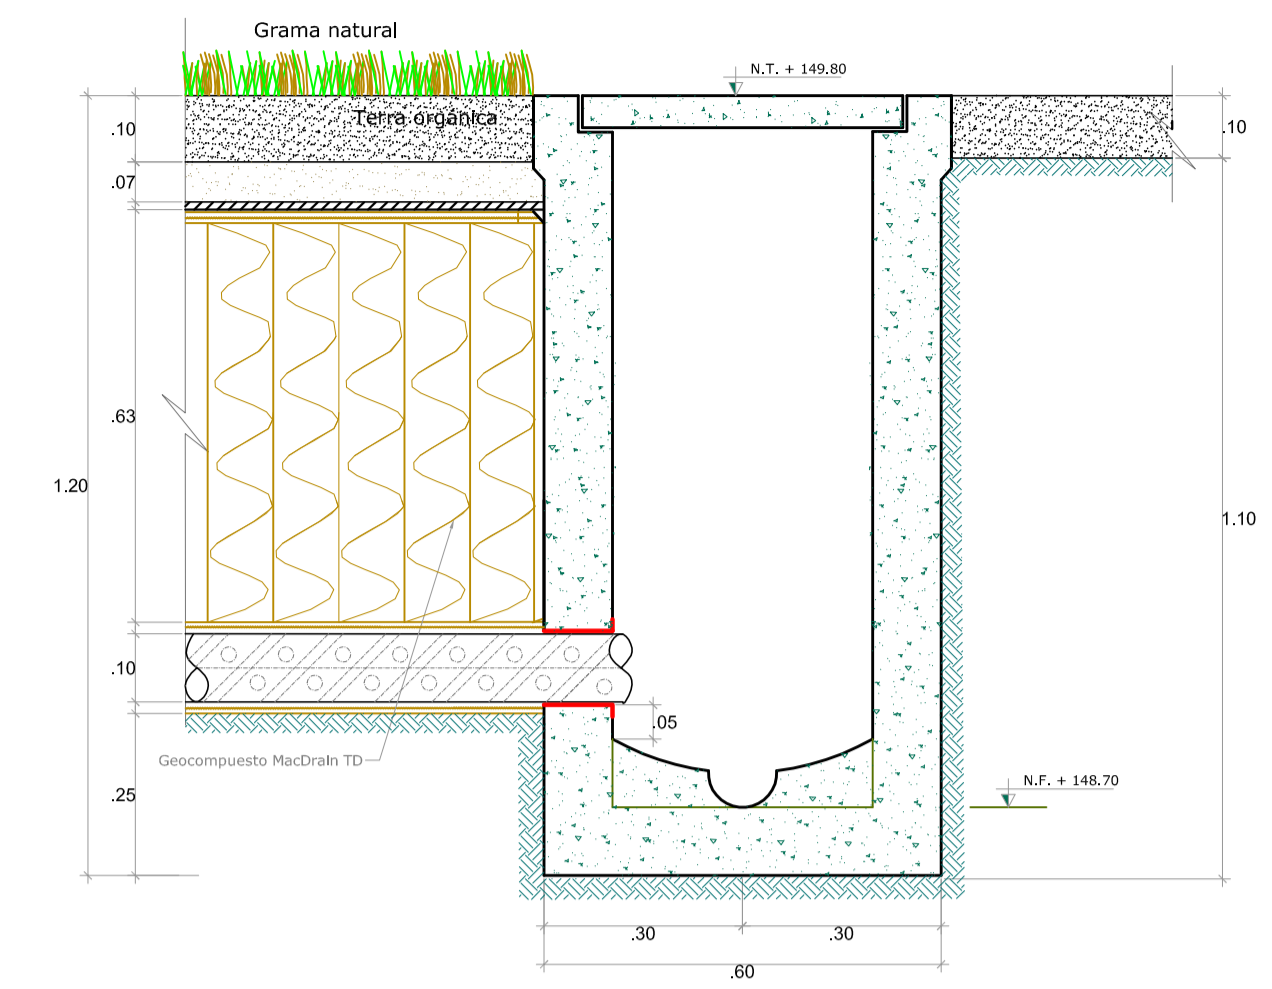 Grama natural
N.T. + 149.80
Terra orgánica
.10
.10
.07
.63
1.20
1.10
.10
.05
Geocompuesto MacDraln TD
N.F. + 148.70
.25
.30
.30
.60